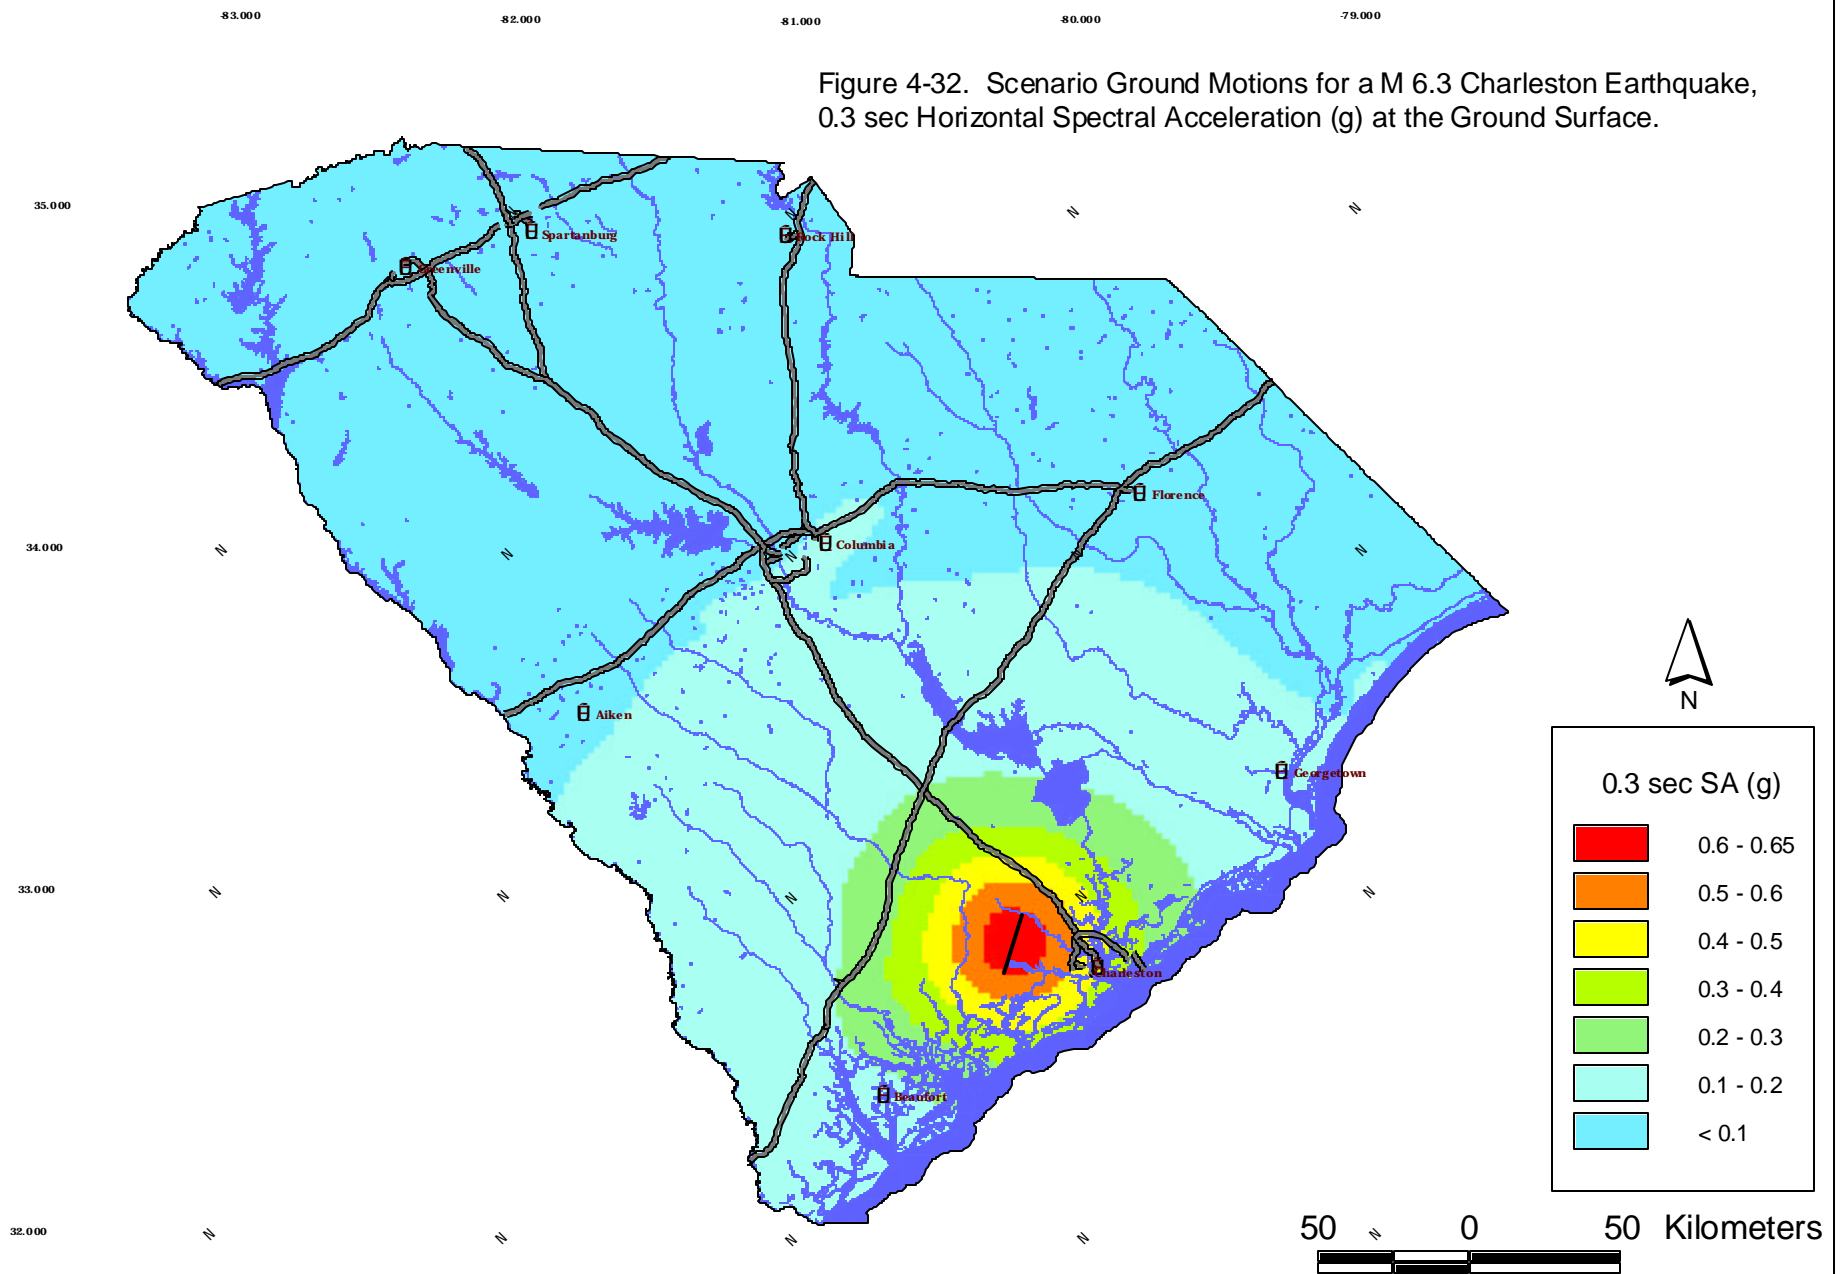 -83.000
-82.000
-81.000
-80.000
-79.000
Figure 4-32. Scenario Ground Motions for a M 6.3 Charleston Earthquake,
0.3 sec Horizontal Spectral Acceleration (g) at the Ground Surface.
35.000
N
N
N
Spartanburg
Rock Hill
Greenville
Florence
34.000
Columbia
N
N
N
N
N
Aiken
Georgetown
0.3 sec SA (g)
0.6 - 0.65
0.5 - 0.6
0.4 - 0.5
0.3 - 0.4
0.2 - 0.3
0.1 - 0.2
< 0.1
33.000
N
N
N
N
N
Charleston
Beaufort
32.000
N
N
N
N
N
50 0 50 Kilometers